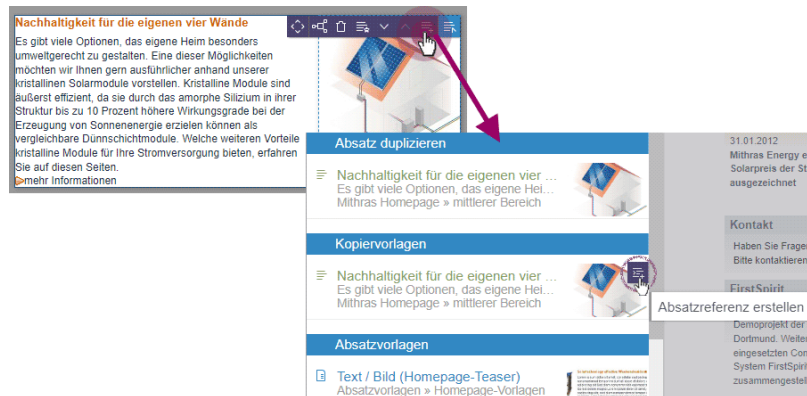 Nachhaltigkeit für die eigenen vier Wände
Es gibt viele Optionen, das eigene Heim besonders
umweltgerecht zu gestalten. Eine dieser Möglichkeiten
möchten wir Ihnen gern ausführlicher anhand unserer
kristallinen Solarmodule vorstellen. Kristalline Module sind
äußerst effizient, da sie durch das amorphe Silizium in ihrer
Struktur bis zu 10 Prozent höhere Wirkungsgrade bei der
Erzeugung von Sonnenenergie erzielen können als
vergleichbare Dünnschichtmodule. Welche weiteren Vorteile
kristalline Module für Ihre Stromversorgung bieten, erfahren
Sie auf diesen Seiten.
mehr Informationen
Absatz duplizieren
Nachhaltigkeit für die eigenen vier ...
Es gibt viele Optionen, das eigene Hei...
Mithras Homepage » mittlerer Bereich
Kopiervorlagen
Nachhaltigkeit für die eigenen vier ...
Es gibt viele Optionen, das eigene Hei...
Mithras Homepage » mittlerer Bereich
Absatzvorlagen
Text / Bild (Homepage-Teaser)
Absatzvorlagen » Homepage-Vorlagen
31.01.2012
Mithras Energy e
Solarpreis der St
ausgezeichnet
Kontakt
Haben Sie Fragen
Bitte kontaktieren
FirstSpirit
Absatzreferenz erstellen
Demoprojekt der
Dortmund. Weiter
eingesetzten Con
System FirstSpirit
zusammengestell